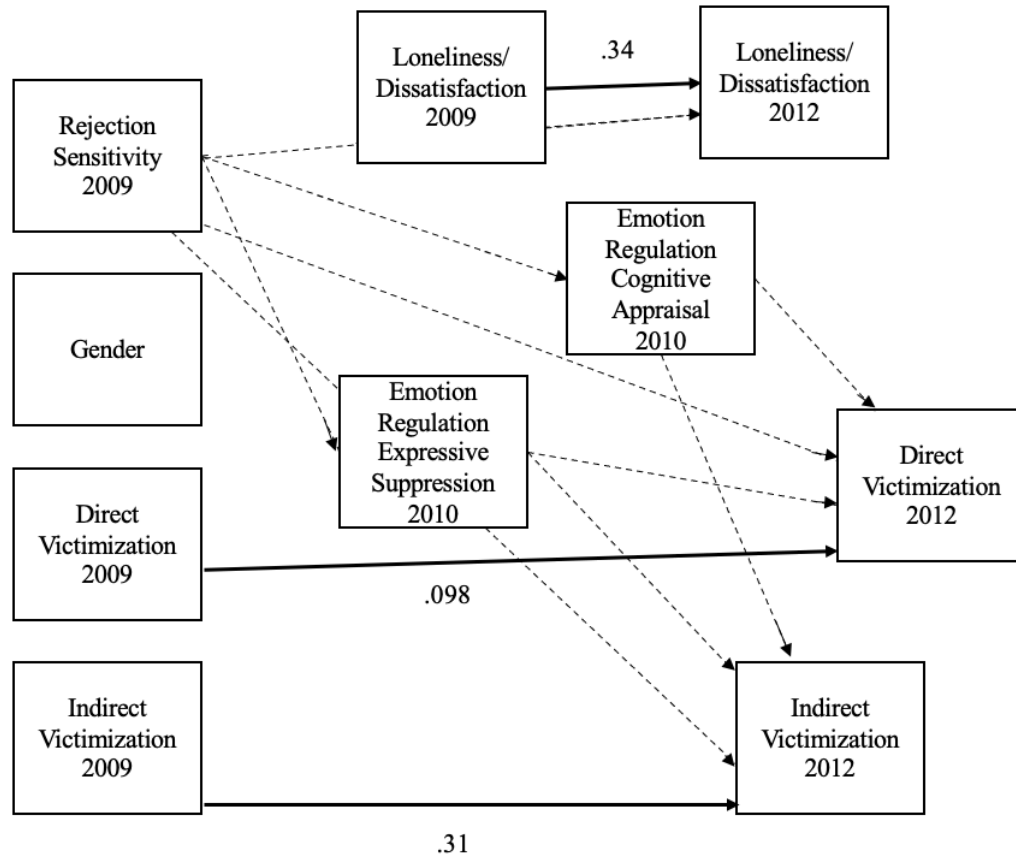 Rejection
Sensitivity
2009
Loneliness/
Dissatisfaction
2009
.34
Loneliness/
Dissatisfaction
2012
Emotion
Regulation
Cognitive
Appraisal
2010
Gender
Emotion
Regulation
Expressive
Suppression
2010
Direct
Victimization
2012
Direct
Victimization
2009
.098
Indirect
Victimization
2009
Indirect
Victimization
2012
.31